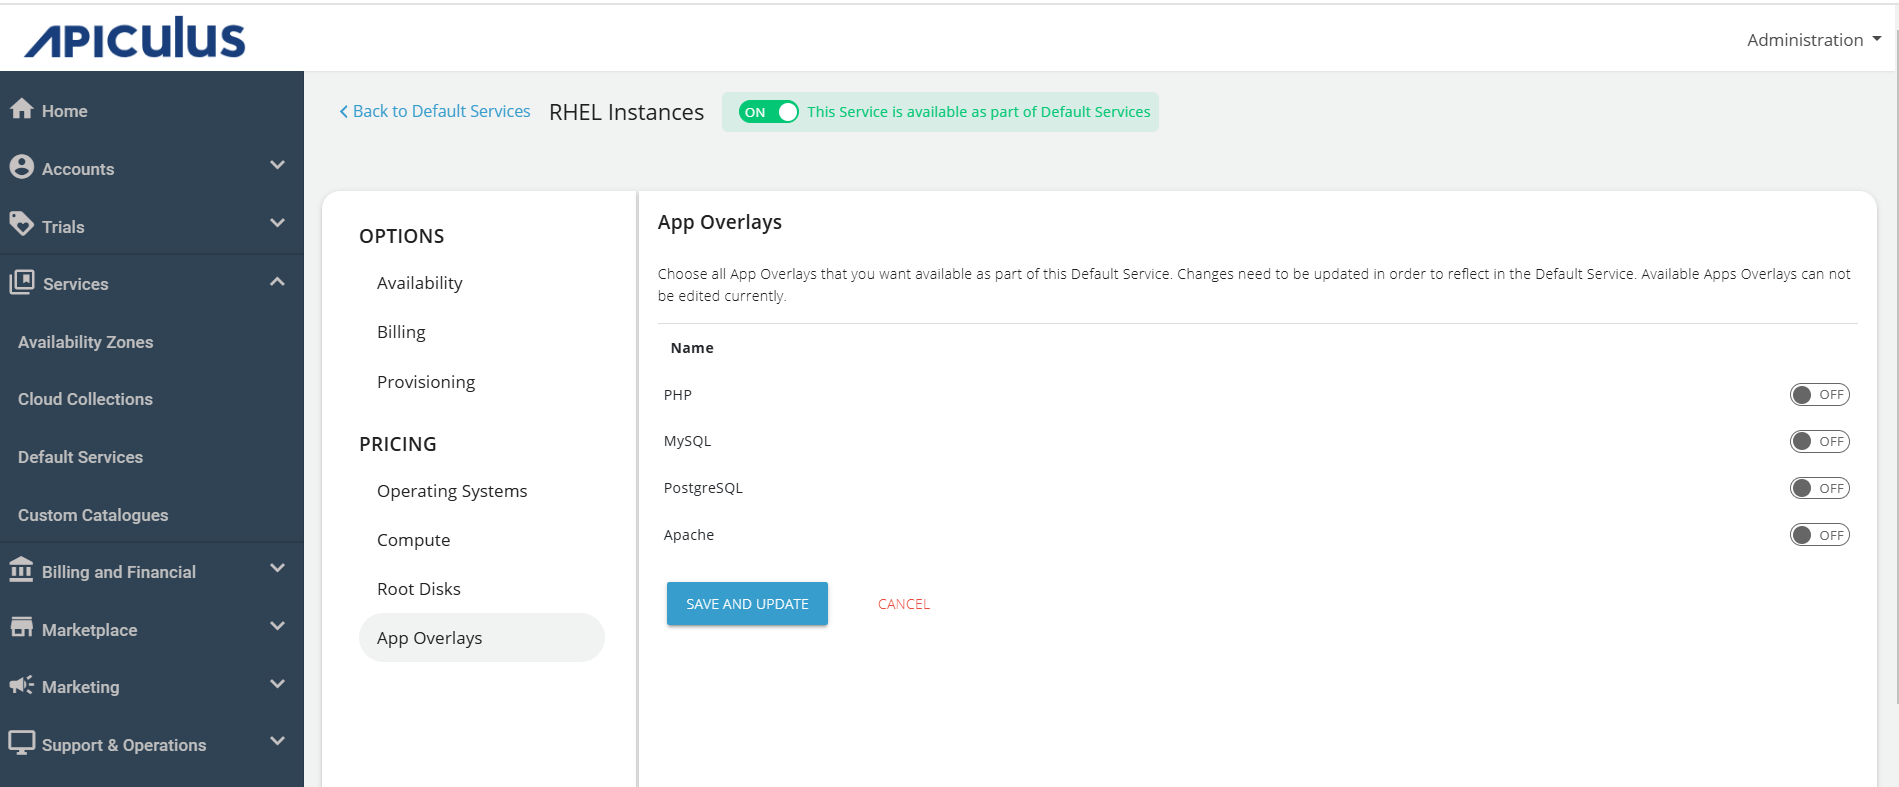 APICULUS
Administration
Home
Accounts
Trials
Services
Availability Zones
Cloud Collections
Default Services
Custom Catalogues
Billing and Financial
Marketplace
Marketing
Support & Operations
Back to Default Services
RHEL Instances
ON
This Service is available as part of Default Services
OPTIONS
Availability
Billing
Provisioning
PRICING
Operating Systems
Compute
Root Disks
App Overlays
App Overlays
Choose all App Overlays that you want available as part of this Default Service. Changes need to be updated in order to reflect in the Default Service. Available Apps Overlays can not
be edited currently.
Name
PHP OFF
MySQL OFF
PostgreSQL OFF
Apache OFF
SAVE AND UPDATE CANCEL